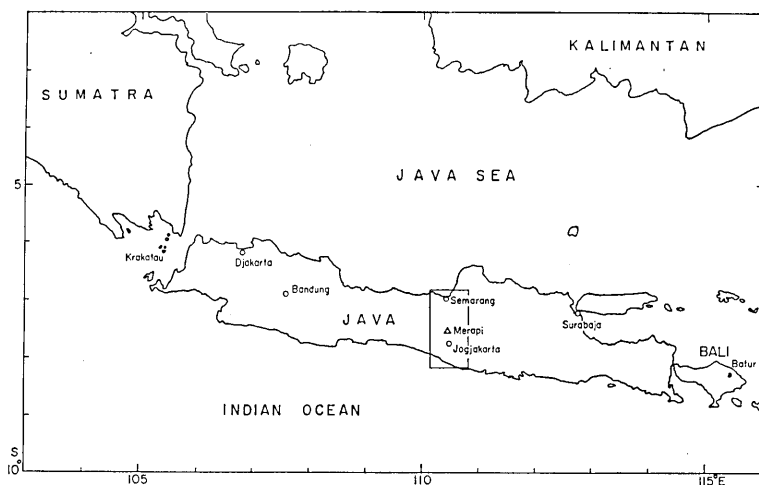 KALIMANTAN
SUMATRA
JAVA SEA
5
Krakatau
Djakarta
Bandung
Semarang
JAVA
Merapi
Surabaja
Jogjakarta
BALI
Batur
INDIAN OCEAN
S
10°
105
110
115°E